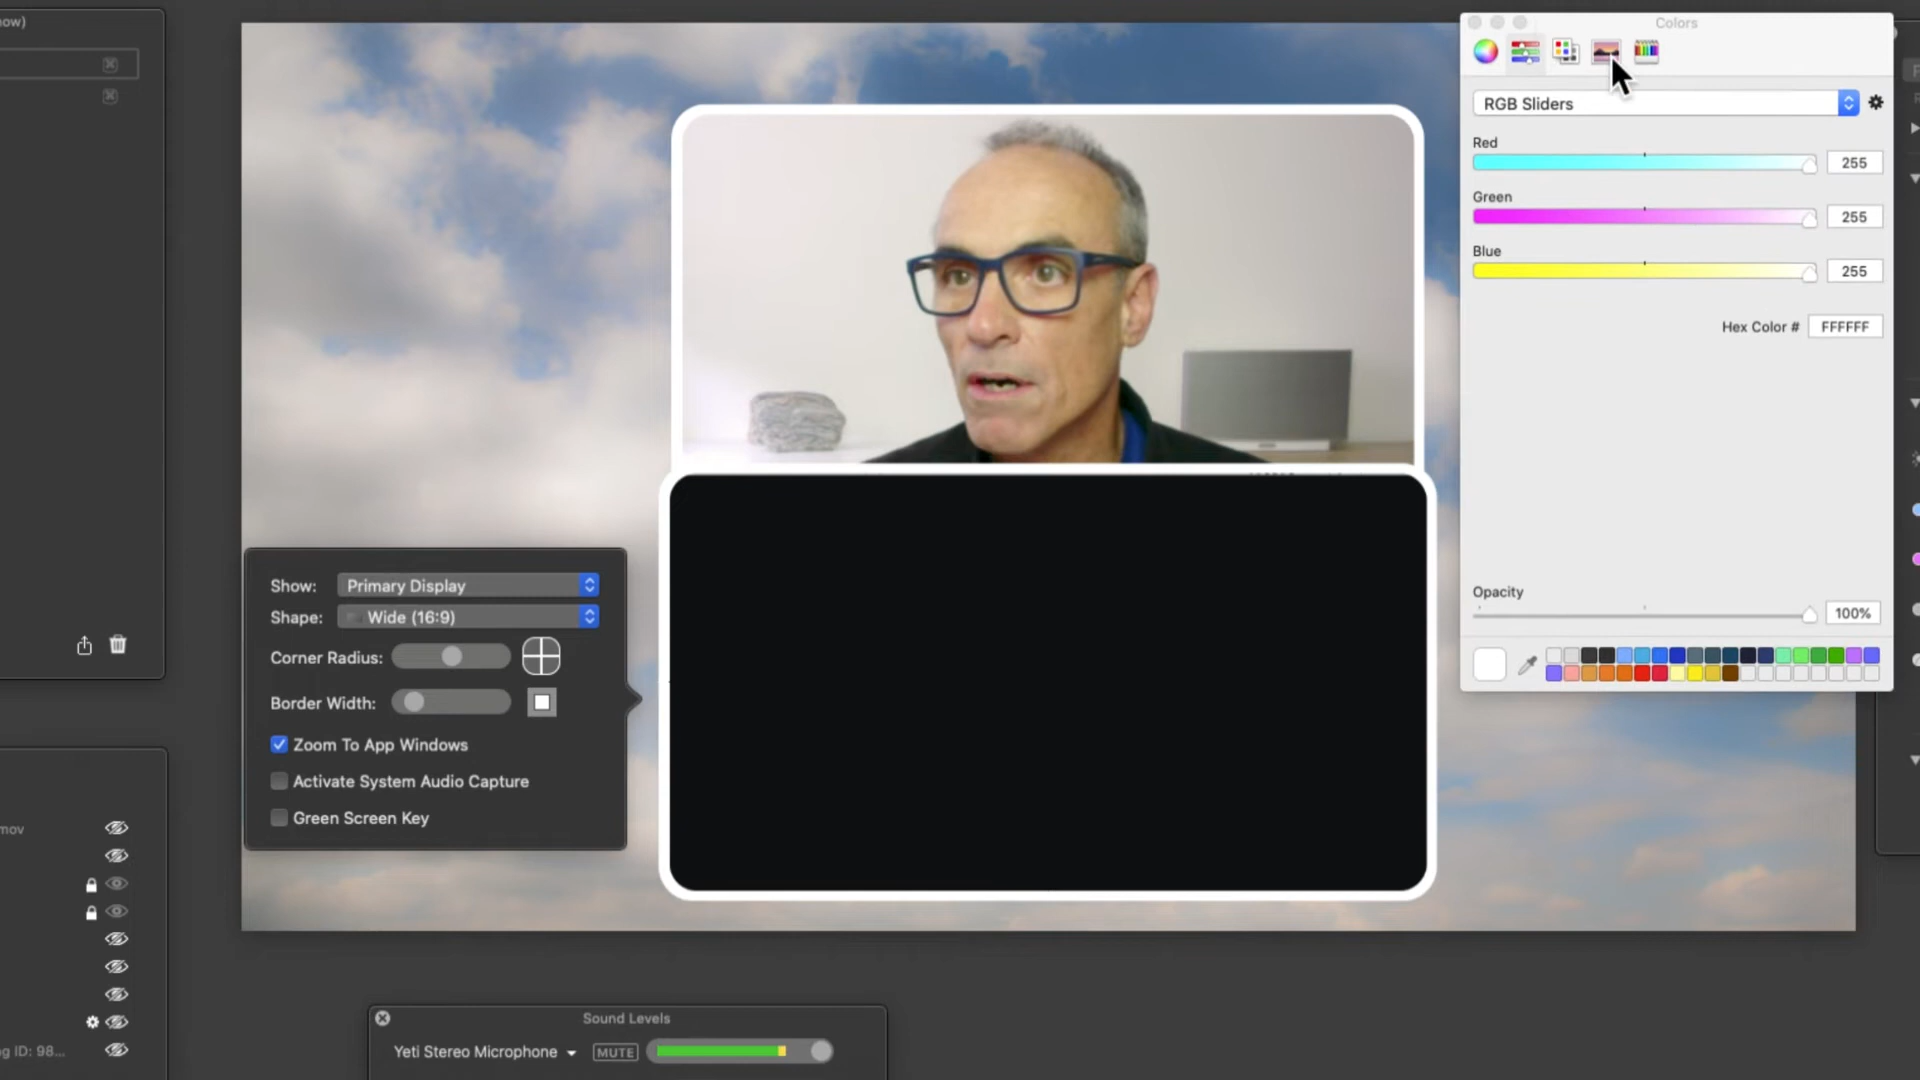 ow)
mov
g ID: 98...
Show: Primary Display
Shape: Wide (16:9)
Corner Radius:
Border Width:
Zoom To App Windows
Activate System Audio Capture
Green Screen Key
Sound Levels
Yeti Stereo Microphone MUTE
Colors
RGB Sliders
Red
255
Green
255
Blue
255
Hex Color # FFFFFF
Opacity
100%